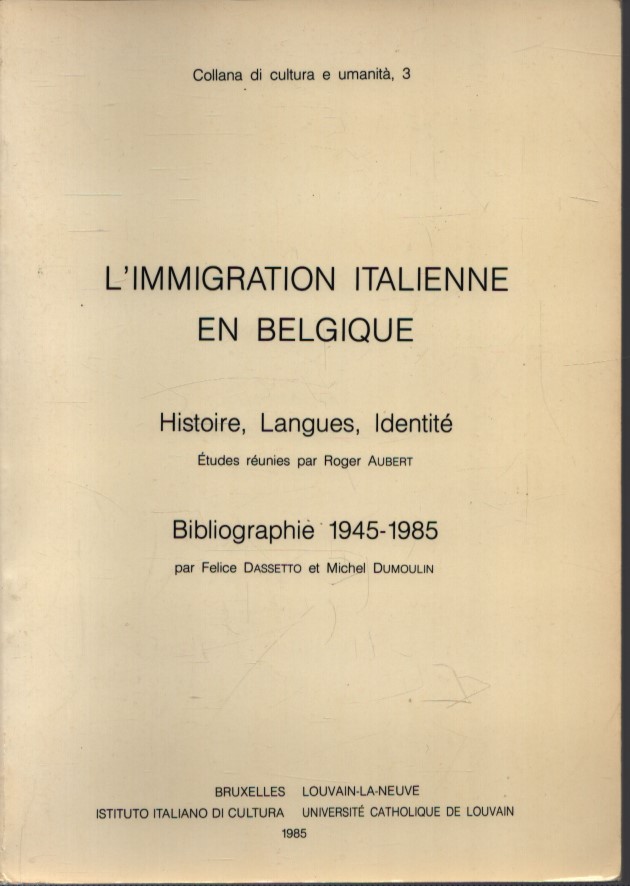 Collana di cultura e umanità, 3
L'IMMIGRATION ITALIENNE
EN BELGIQUE
Histoire, Langues, Identité
Études réunies par Roger AUBERT
Bibliographie 1945-1985
par Felice DASSETTO et Michel DUMOULIN
BRUXELLES LOUVAIN-LA-NEUVE
ISTITUTO ITALIANO DI CULTURA UNIVERSITÉ CATHOLIQUE DE LOUVAIN
1985